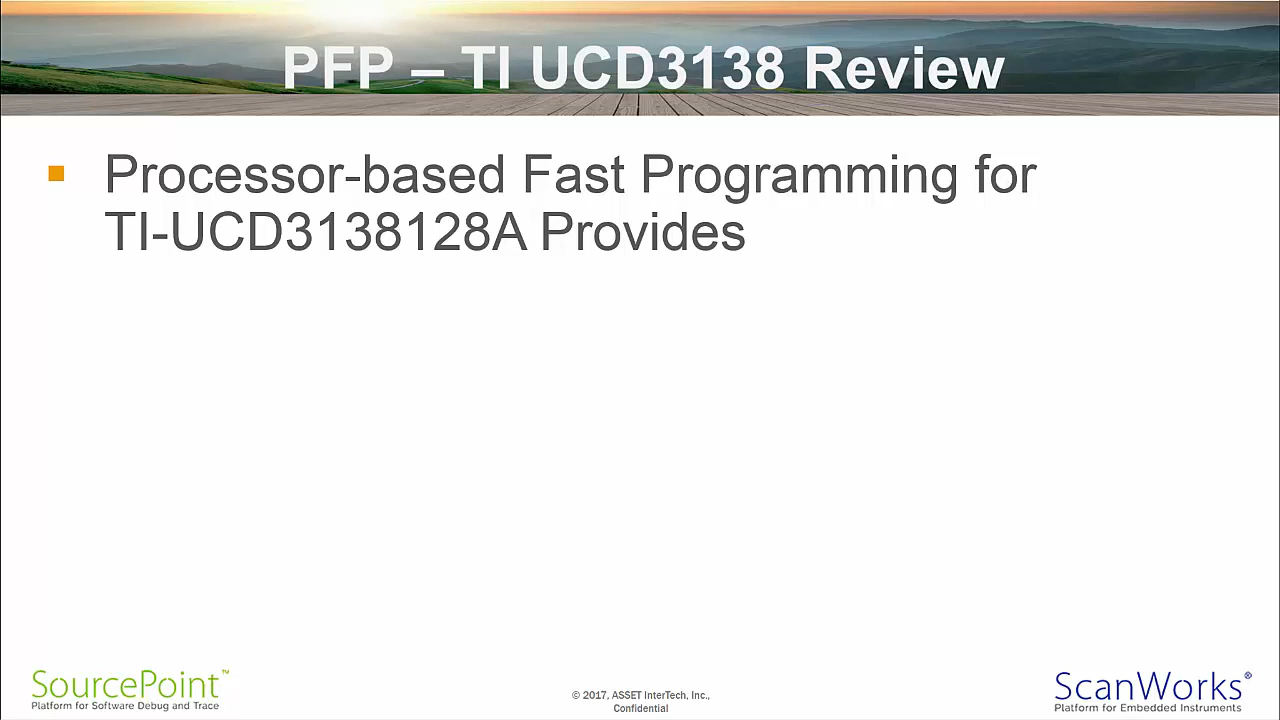 PFP – TI UCD3138 Review
Processor-based Fast Programming for
TI-UCD3138128A Provides
SourcePoint™
Platform for Software Debug and Trace
© 2017, ASSET InterTech, Inc.,
Confidential
ScanWorks®
Platform for Embedded Instruments